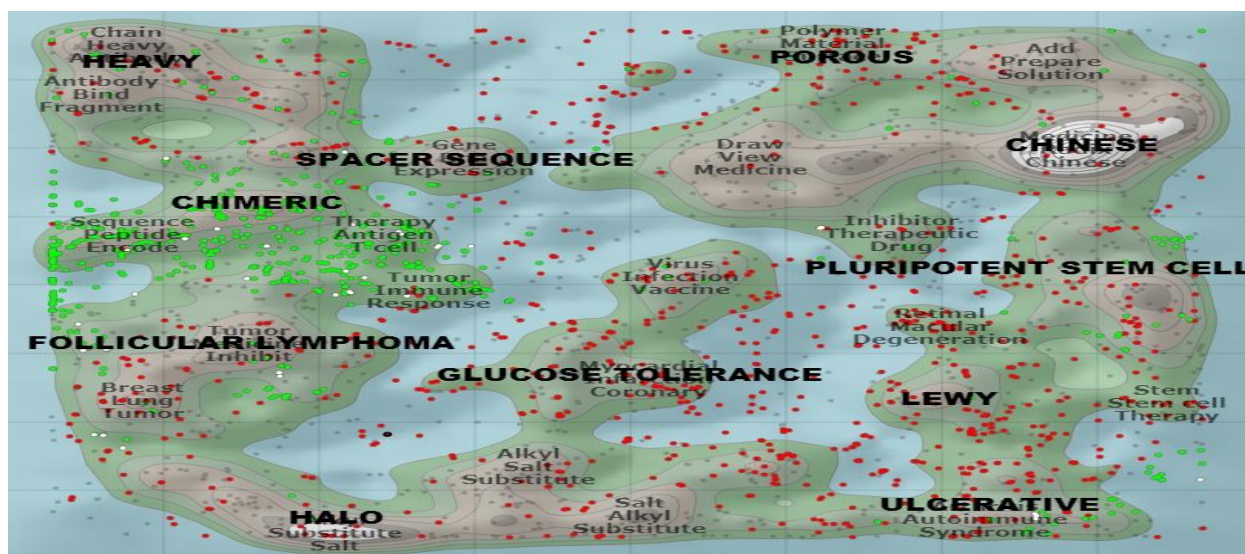 Chain
Heavy
HEAVY
Antibody
Bind
Fragment
Polymer
Material
POROUS
Add
Prepare
Solution
Gene
SPACER SEQUENCE
Expression
Draw
View
Medicine
Medicine
CHINESE
Chinese
CHIMERIC
Sequence
Peptide
Encode
Therapy
Antigen
T cell
Inhibitor
Therapeutic
Drug
Tumor
Immune
Response
Virus
Infection
Vaccine
PLURIPOTENT STEM CELL
Retinal
Macular
Degeneration
Tumor
FOLLICULAR LYMPHOMA
Inhibit
Myocardial
GLUCOSE TOLERANCE
Coronary
Breast
Lung
Tumor
LEWY
Stem
Stem cell
Therapy
Alkyl
Salt
Substitute
Salt
Alkyl
Substitute
HALO
Substitute
Salt
ULCERATIVE
Autoimmune
Syndrome